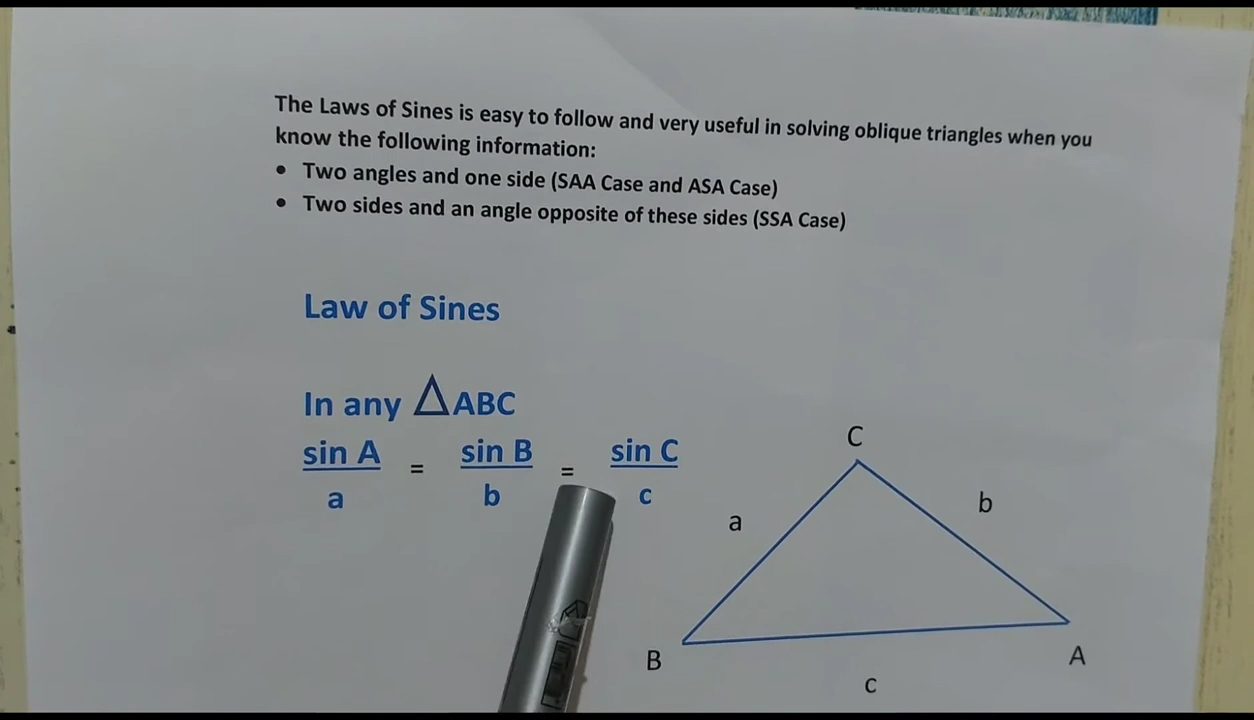 The Laws of Sines is easy to follow and very useful in solving oblique triangles when you
know the following information:
• Two angles and one side (SAA Case and ASA Case)
• Two sides and an angle opposite of these sides (SSA Case)
Law of Sines
In any △ABC
sin A = sin B = sin C
a b c
C
a b
B A
c